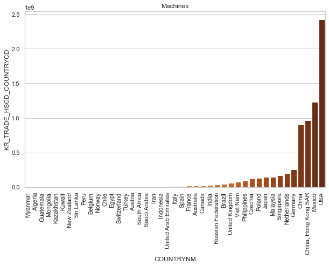 Machines
1e9
2.5
2.0
1.5
1.0
0.5
0.0
KR_TRADE_HSCD_COUNTRYCD
Myanmar
Algeria
Guatemala
Mongolia
Kazakhstan
Kuwait
New Zealand
Sri Lanka
Peru
Belgium
Norway
Chile
Egypt
Switzerland
Turkey
Austria
South Africa
Saudi Arabia
Iran
Indonesia
United Arab Emirates
Italy
Spain
France
Australia
Canada
India
Russian Federation
Brazil
United Kingdom
Viet Nam
Philippines
Czechia
Poland
Japan
Malaysia
Singapore
Netherlands
Germany
China
China, Hong Kong SAR
Mexico
USA
COUNTRYNM